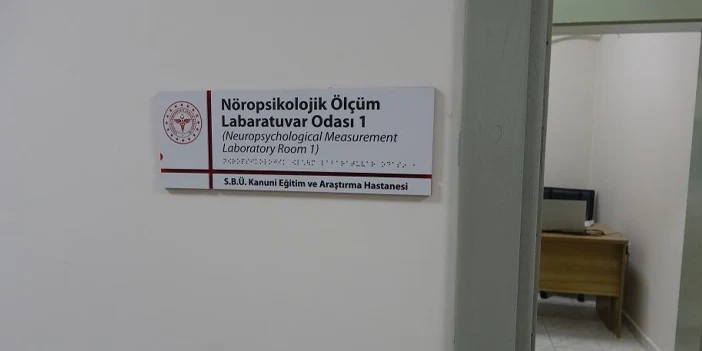 Nöropsikolojik Ölçüm
Labaratuvar Odası 1
(Neuropsychological Measurement
Laboratory Room 1)
S.B.Ü. Kanuni Eğitim ve Araştırma Hastanesi